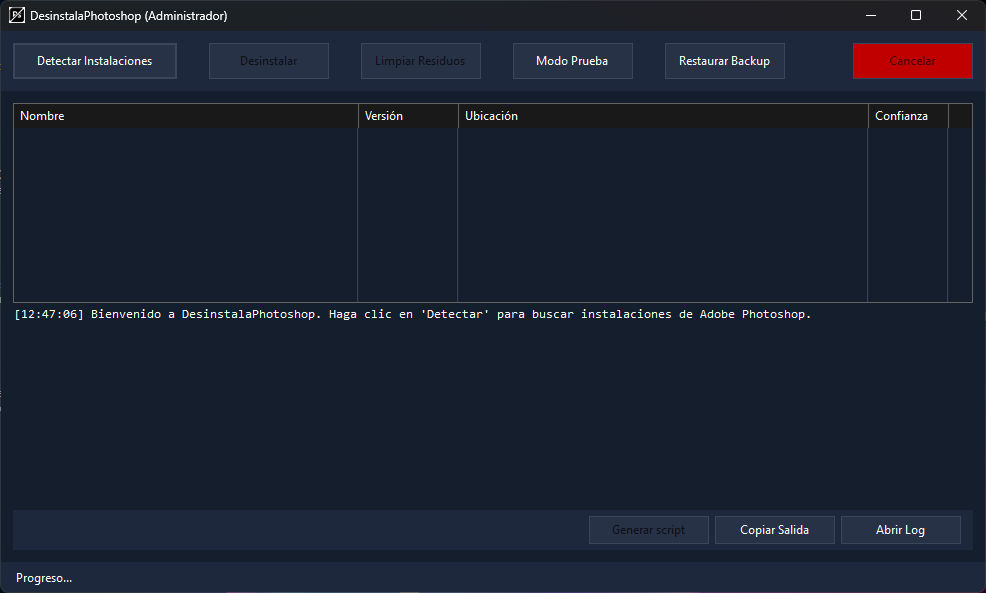 DesinstalaPhotoshop (Administrador)
Detectar Instalaciones Desinstalar Limpiar Residuos Modo Prueba Restaurar Backup Cancelar
Nombre Versión Ubicación Confianza
[12:47:06] Bienvenido a DesinstalaPhotoshop. Haga clic en 'Detectar' para buscar instalaciones de Adobe Photoshop.
Generar script Copiar Salida Abrir Log
Progreso...